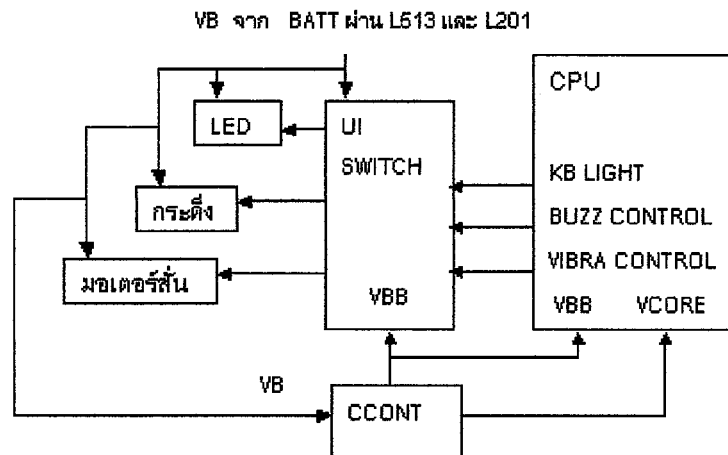 VB จาก BATT ผ่าน L513 และ L201
CPU
LED
UI
SWITCH
KB LIGHT
กระดิ่ง
BUZZ CONTROL
VIBRA CONTROL
มอเตอร์สั่น
VBB
VBB VCORE
VB
CCONT